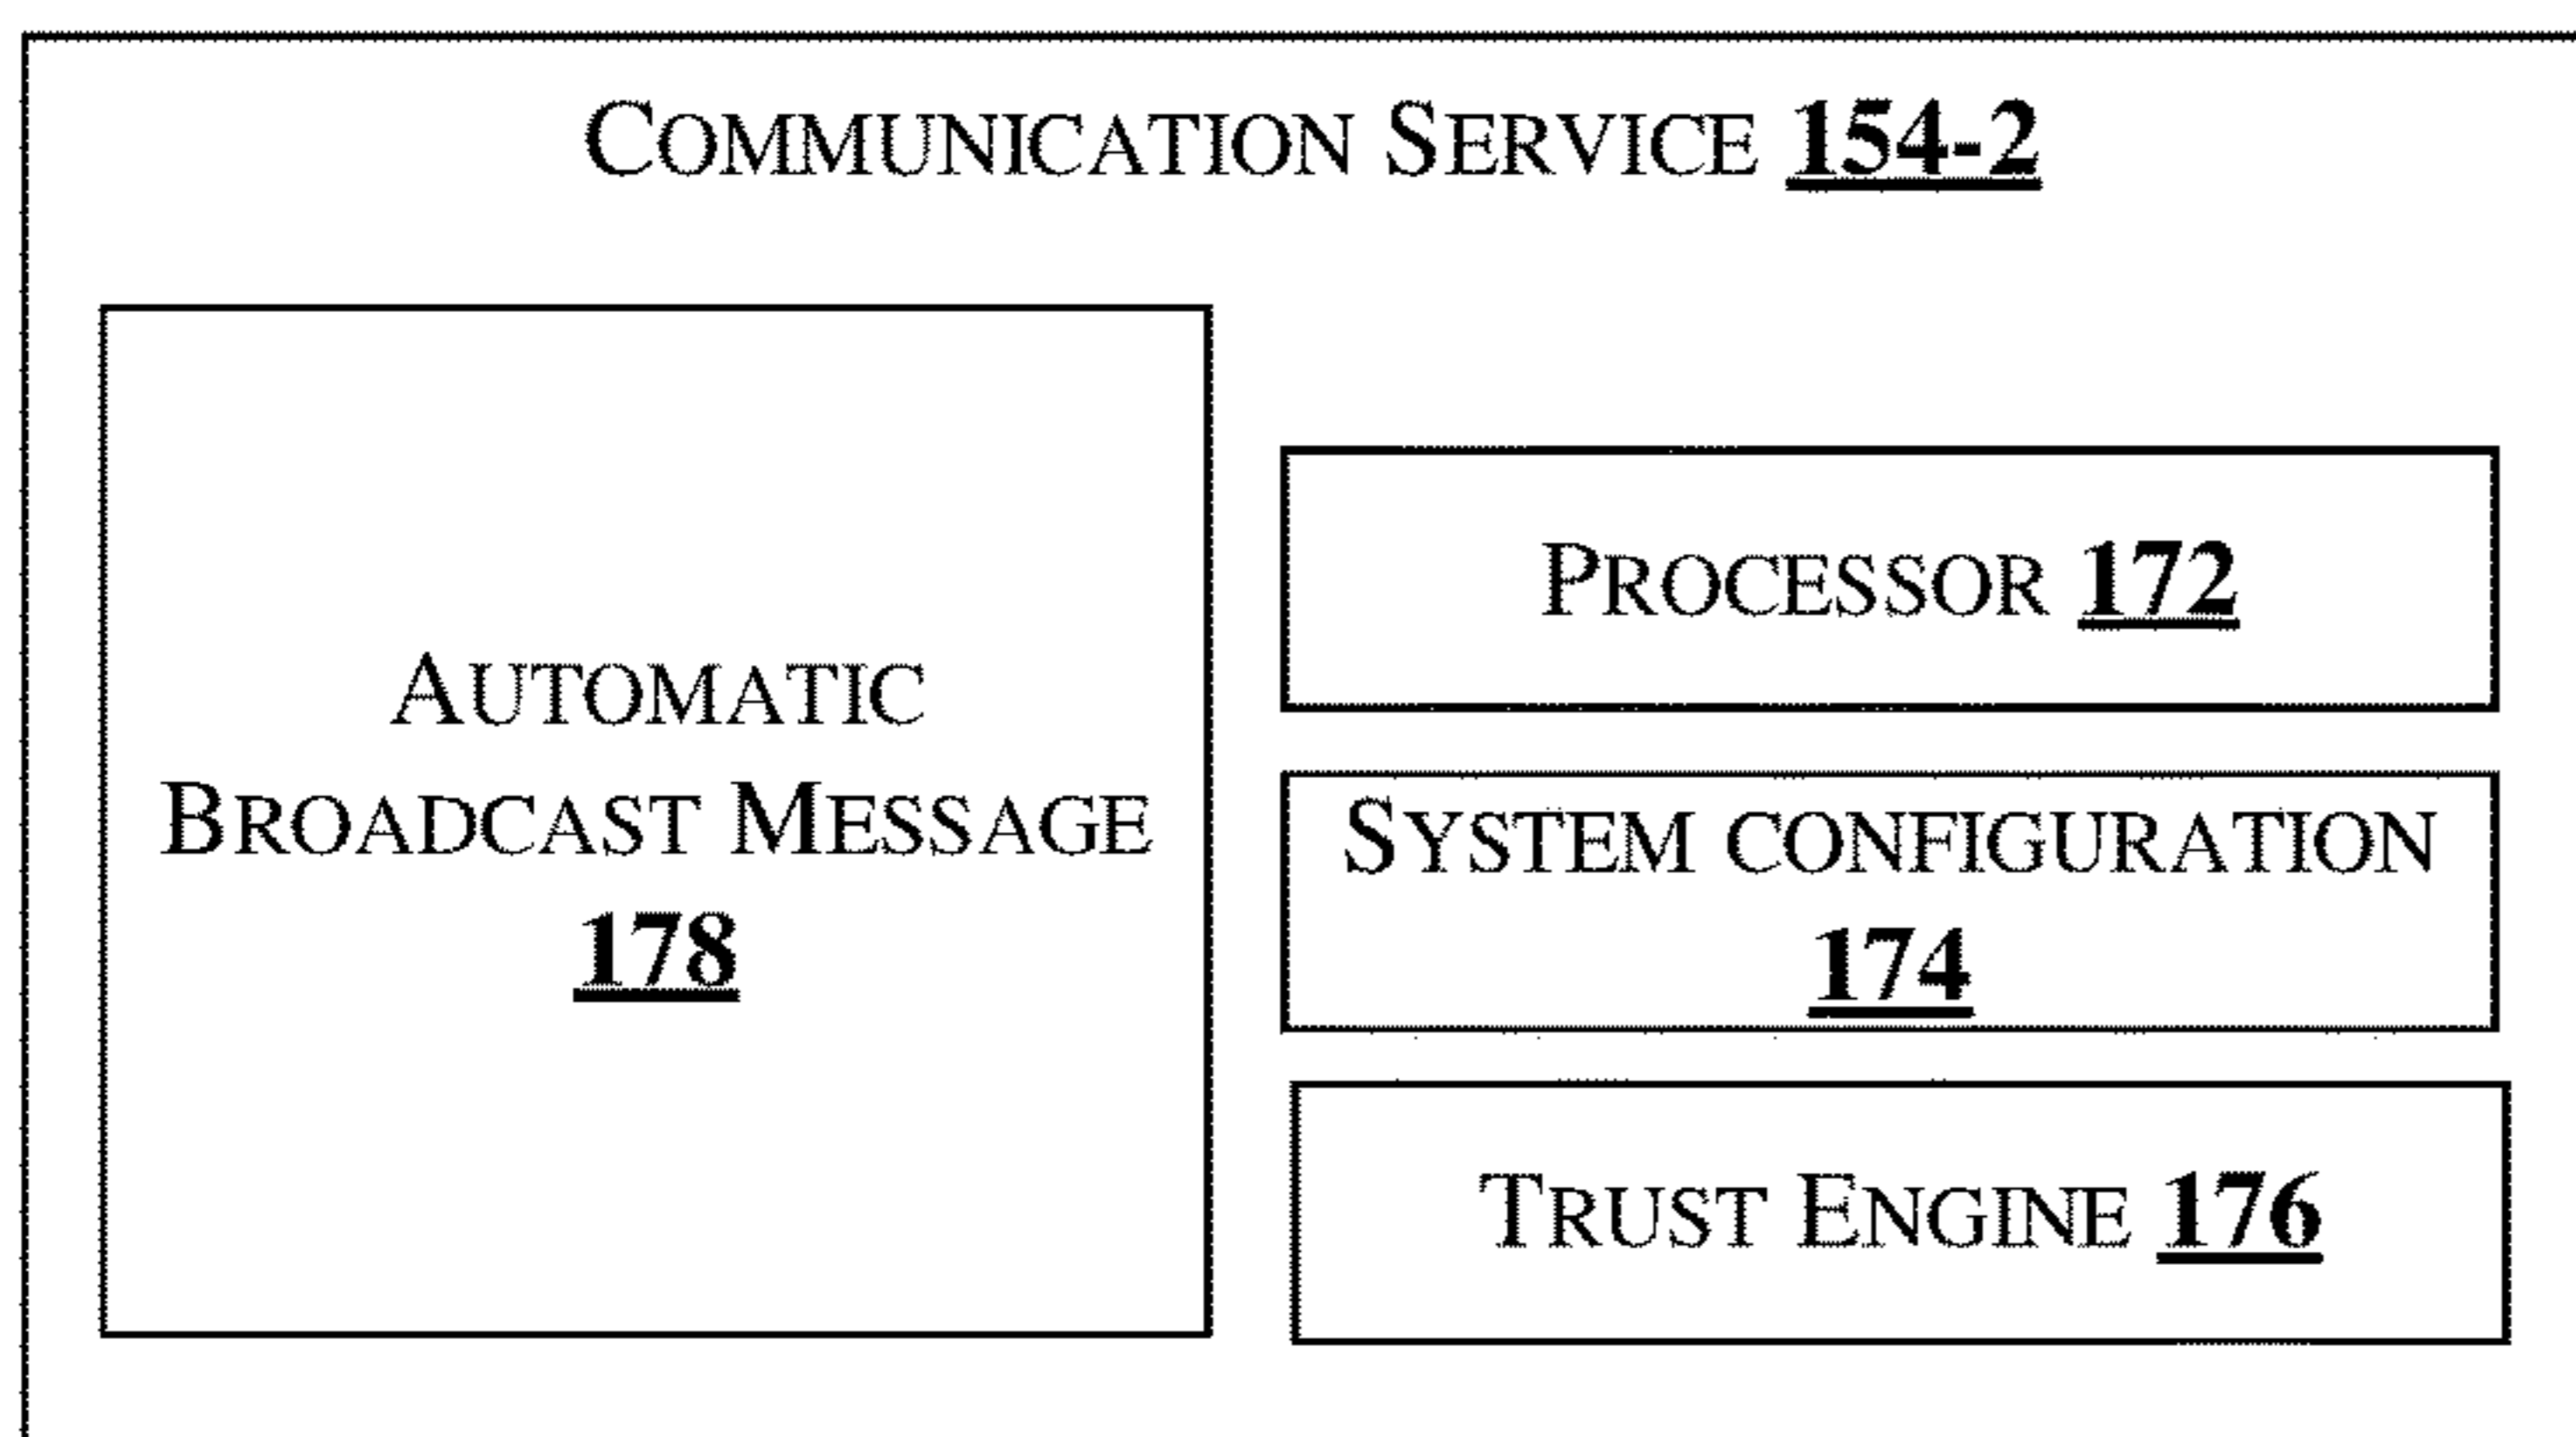 COMMUNICATION SERVICE 154-2
AUTOMATIC
BROADCAST MESSAGE
178
PROCESSOR 172
SYSTEM CONFIGURATION
174
TRUST ENGINE 176